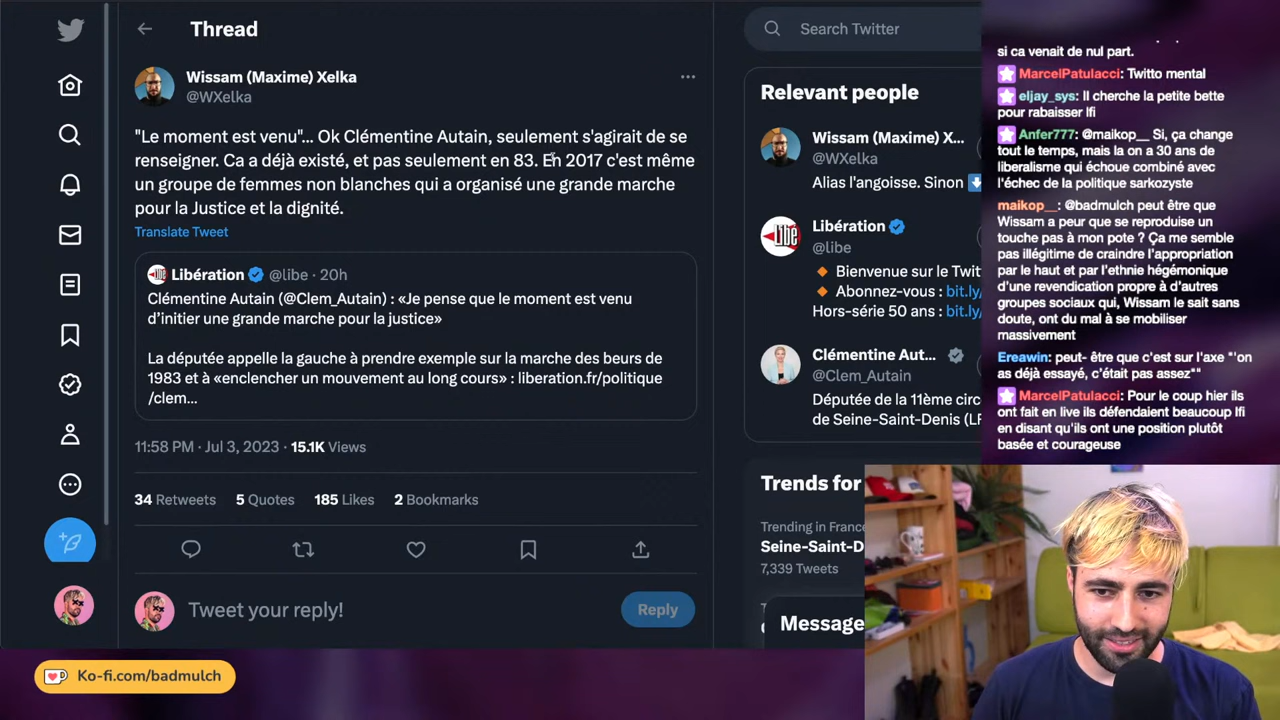 Thread
Wissam (Maxime) Xelka
@WXelka
"Le moment est venu"... Ok Clémentine Autain, seulement s'agirait de se
renseigner. Ca a déjà existé, et pas seulement en 83. En 2017 c'est même
un groupe de femmes non blanches qui a organisé une grande marche
pour la Justice et la dignité.
Translate Tweet
Libération @libe · 20h
Clémentine Autain (@Clem_Autain) : «Je pense que le moment est venu
d'initier une grande marche pour la justice»
La députée appelle la gauche à prendre exemple sur la marche des beurs de
1983 et à «enclencher un mouvement au long cours» : liberation.fr/politique
/clem...
11:58 PM · Jul 3, 2023 · 15.1K Views
34 Retweets 5 Quotes 185 Likes 2 Bookmarks
Tweet your reply!
Reply
Search Twitter
Relevant people
Wissam (Maxime) Xelka
@WXelka
Alias l'angoisse. Sinon
Libération
@libe
Bienvenue sur le Twit
Abonnez-vous : bit.ly/
Hors-série 50 ans : bit.ly/
Clémentine Aut...
@Clem_Autain
Députée de la 11ème circ
de Seine-Saint-Denis (LF
Trends for
Trending in France
Seine-Saint-D
7,339 Tweets
Message
si ca venait de nul part.
MarcelPatulacci: Twitto mental
eljay_sys: Il cherche la petite bette
pour rabaisser lfi
Anfer777: @maikop__ Si, ça change
tout le temps, mais la on a 30 ans de
liberalisme qui échoue combiné avec
l'échec de la politique sarkozyste
maikop__: @badmulch peut être que
Wissam a peur que se reproduise un
touche pas à mon pote ? Ça me semble
pas illégitime de craindre l'appropriation
par le haut et par l'ethnie hégémonique
d'une revendication propre à d'autres
groupes sociaux qui, Wissam le sait sans
doute, ont du mal à se mobiliser
massivement
Ereawin: peut- être que c'est sur l'axe "'on
as déjà essayé, c'était pas assez"'
MarcelPatulacci: Pour le coup hier ils
ont fait en live ils défendaient beaucoup lfi
en disant qu'ils ont une position plutôt
basée et courageuse
Ko-fi.com/badmulch